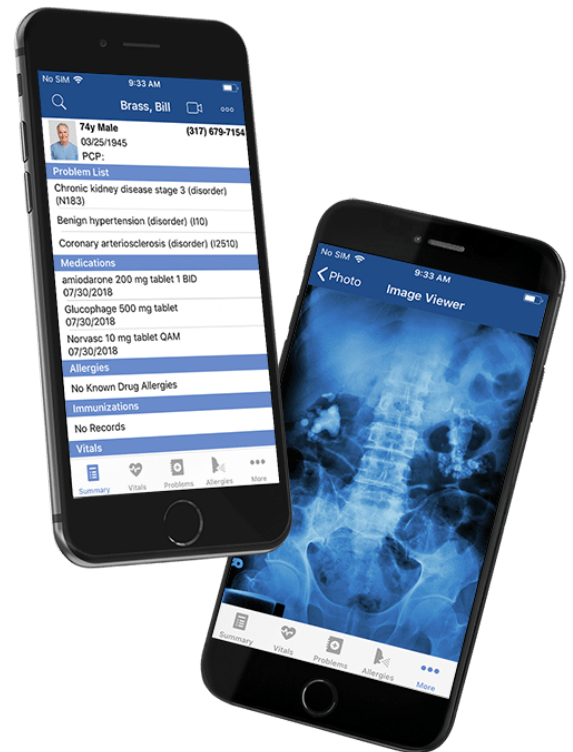 No SIM 9:33 AM
Brass, Bill
74y Male (317) 679-7154
03/25/1945
PCP:
Problem List
Chronic kidney disease stage 3 (disorder)
(N183)
Benign hypertension (disorder) (I10)
Coronary arteriosclerosis (disorder) (I2510)
Medications
amiodarone 200 mg tablet 1 BID
07/30/2018
Glucophage 500 mg tablet
07/30/2018
Norvasc 10 mg tablet QAM
07/30/2018
Allergies
No Known Drug Allergies
Immunizations
No Records
Vitals
Summary Vitals Problems Allergies More
No SIM 9:33 AM
Photo Image Viewer
Summary Vitals Problems Allergies More